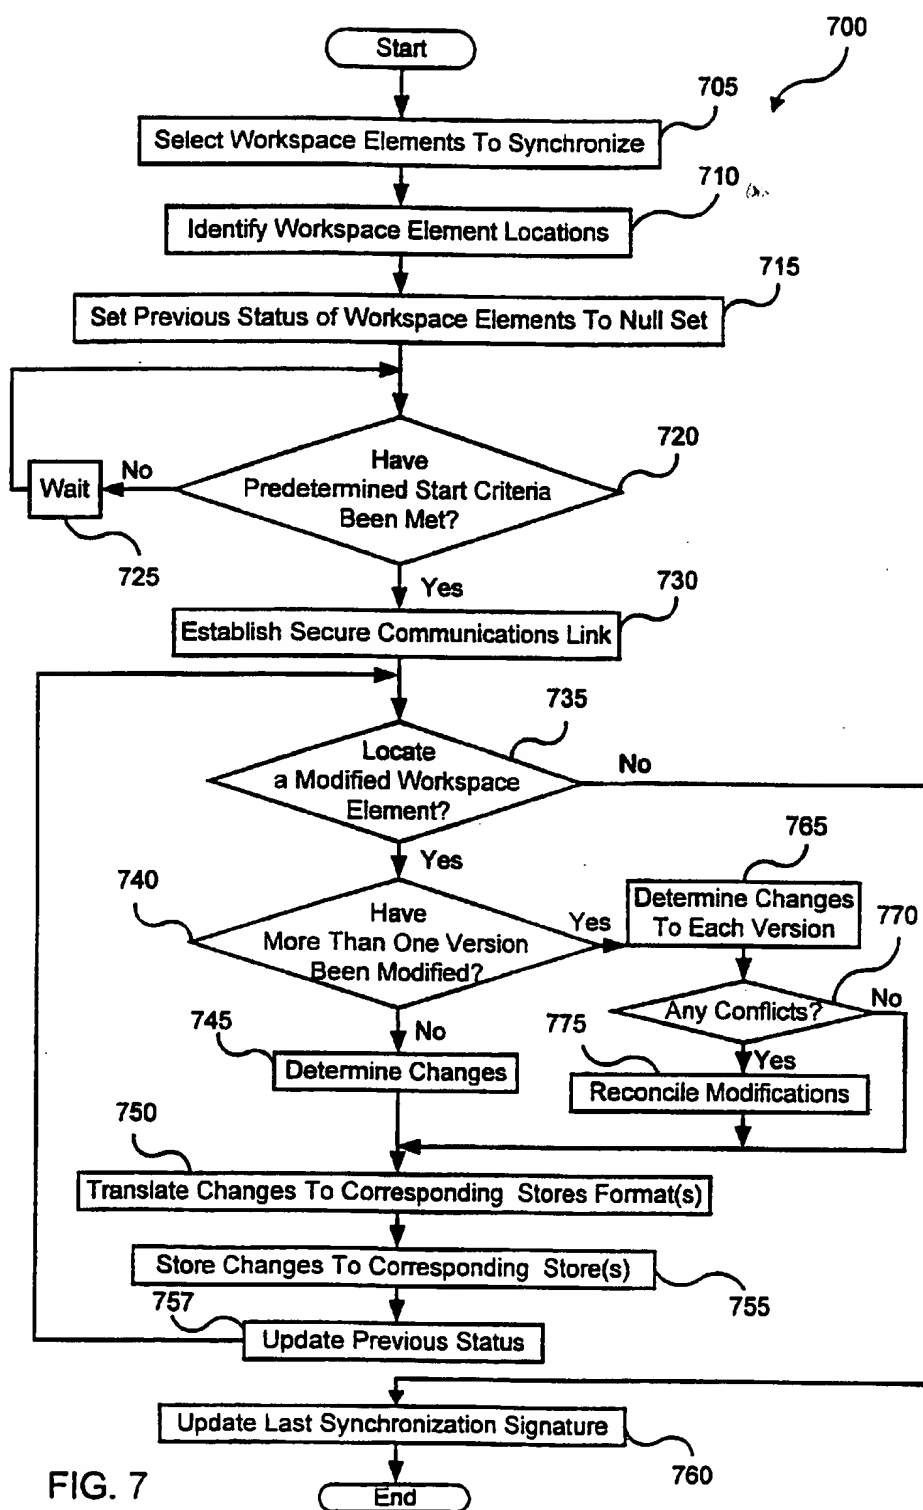 700
Start
705
Select Workspace Elements To Synchronize
710
Identify Workspace Element Locations
715
Set Previous Status of Workspace Elements To Null Set
720
Have
Predetermined Start Criteria
Been Met?
No
Wait
725
Yes
730
Establish Secure Communications Link
735
Locate
a Modified Workspace
Element?
No
Yes
740
Have
More Than One Version
Been Modified?
Yes
765
Determine Changes
To Each Version
770
Any Conflicts?
No
Yes
775
Reconcile Modifications
No
745
Determine Changes
750
Translate Changes To Corresponding Stores Format(s)
Store Changes To Corresponding Store(s)
755
757
Update Previous Status
Update Last Synchronization Signature
760
End
FIG. 7